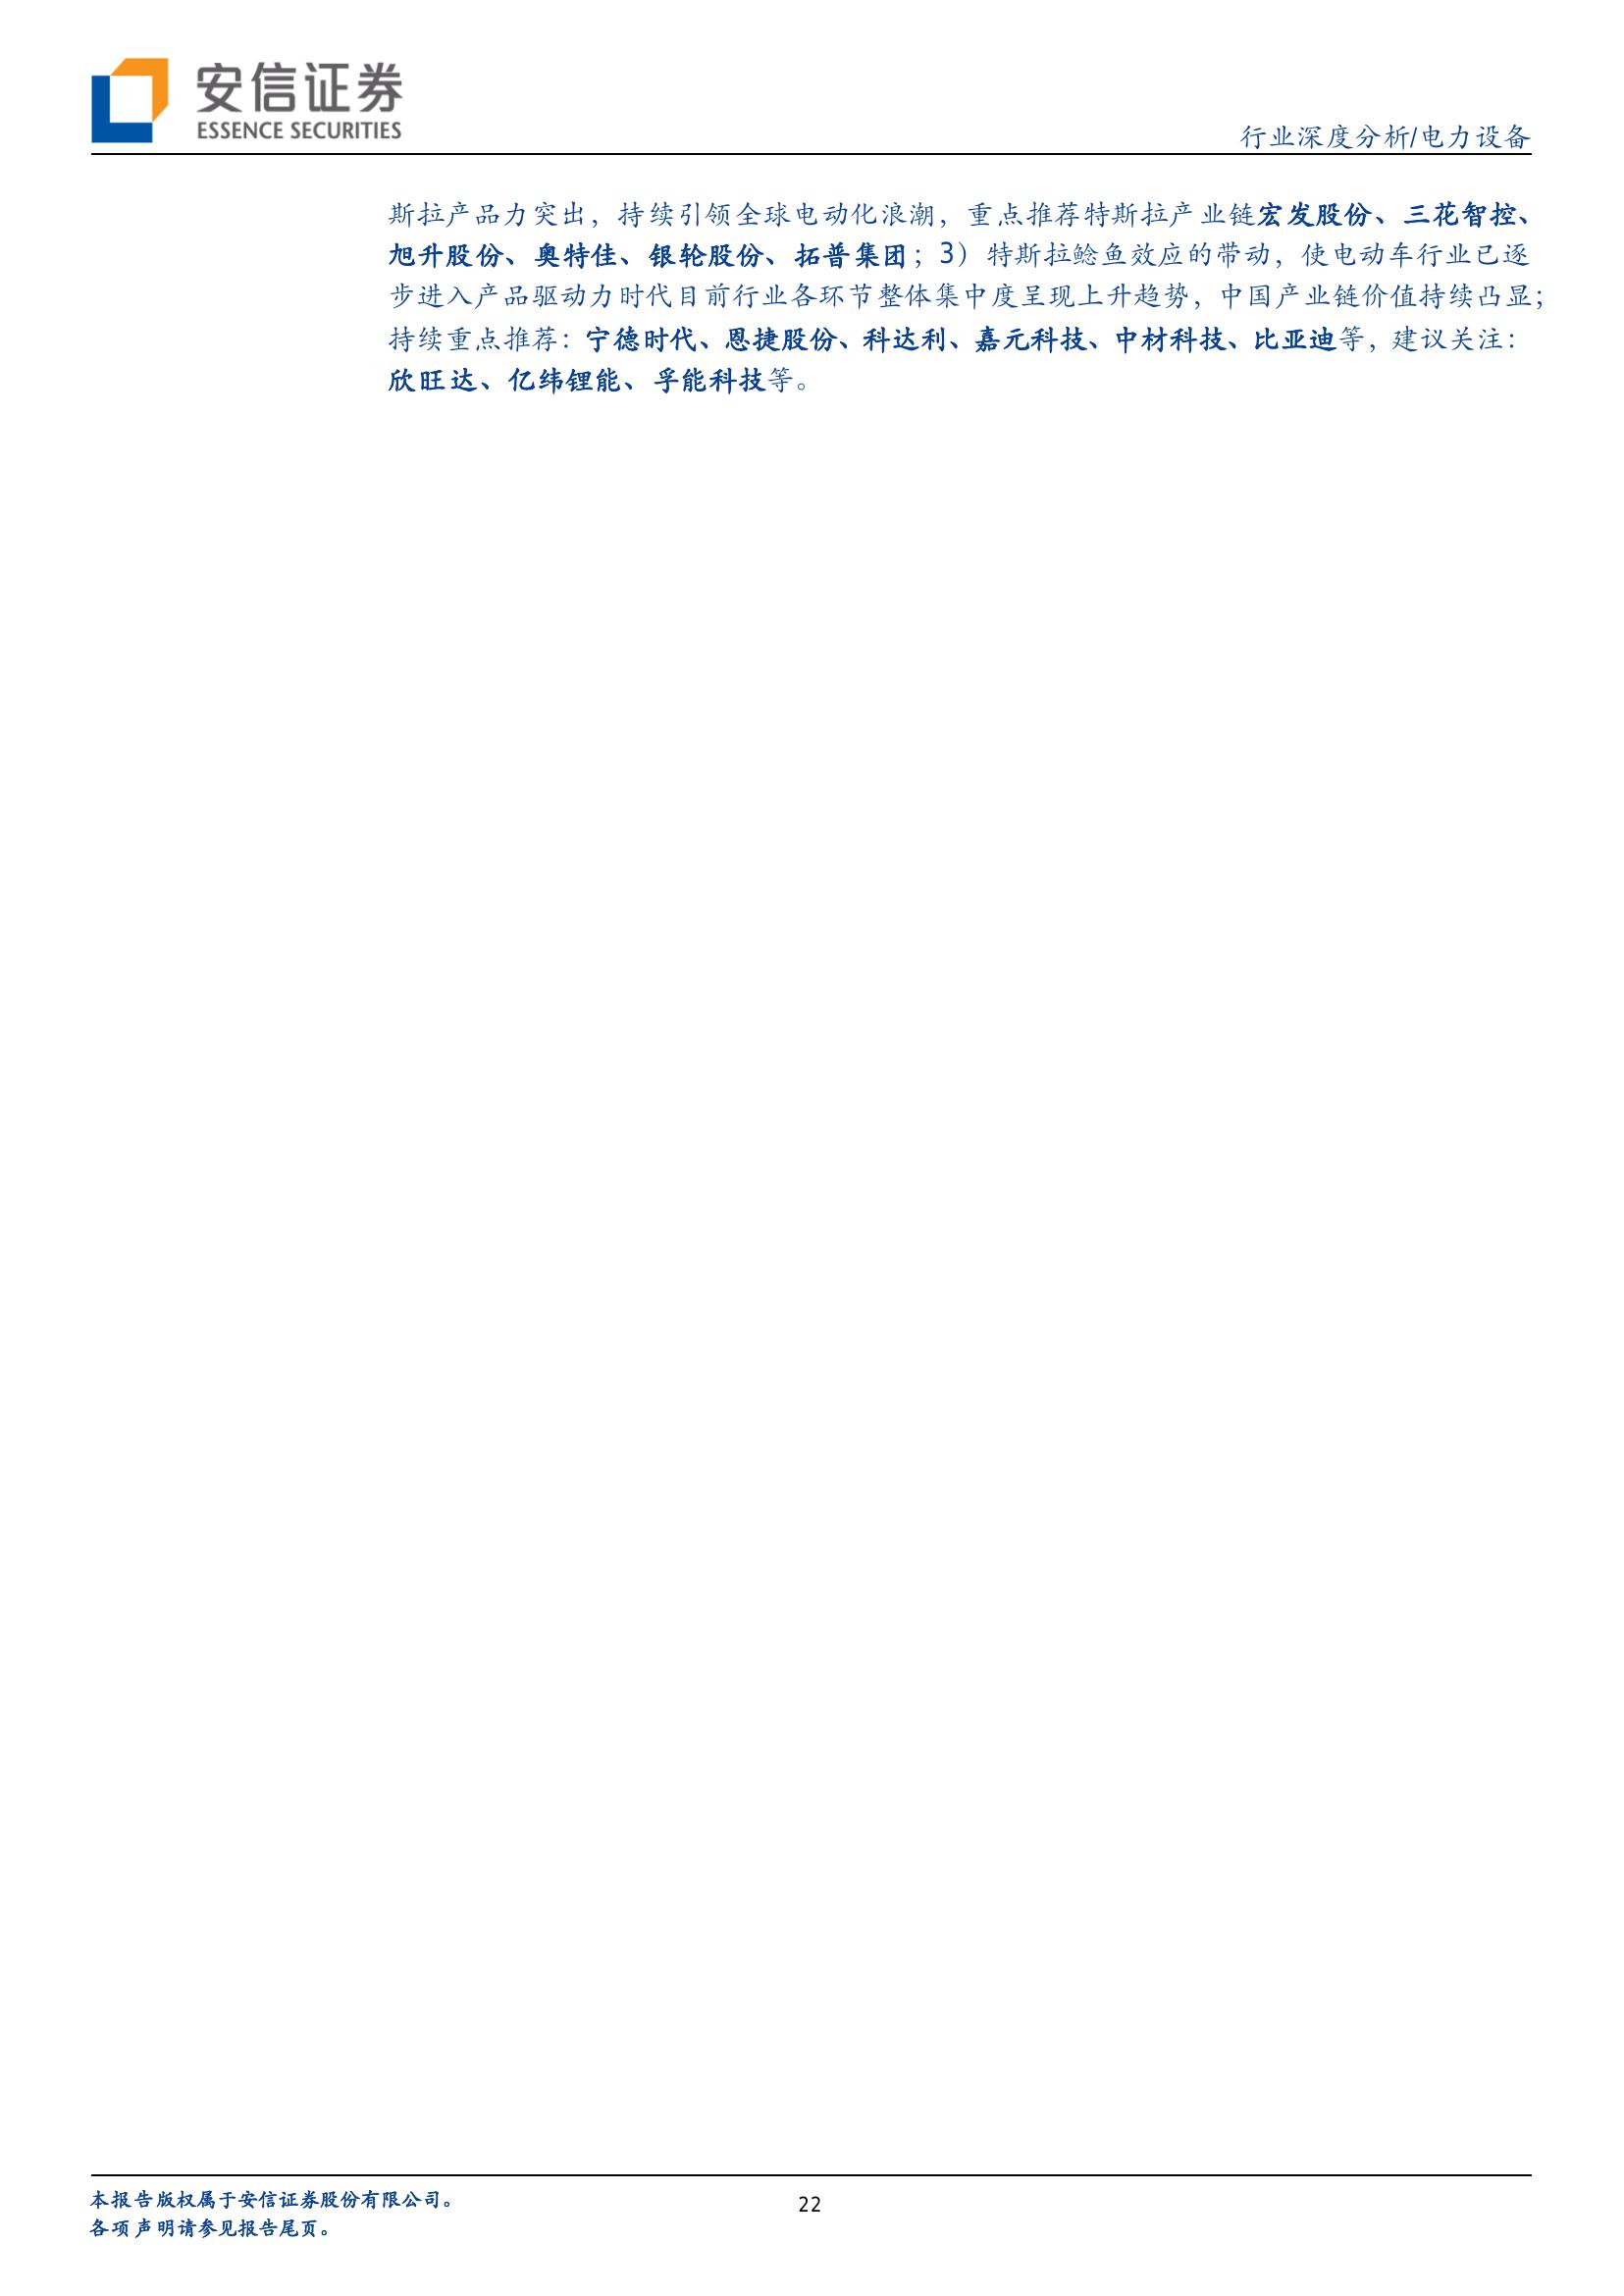 安信证券
ESSENCE SECURITIES
行业深度分析/电力设备
斯拉产品力突出，持续引领全球电动化浪潮，重点推荐特斯拉产业链宏发股份、三花智控、
旭升股份、奥特佳、银轮股份、拓普集团；3）特斯拉鲶鱼效应的带动，使电动车行业已逐
步进入产品驱动力时代目前行业各环节整体集中度呈现上升趋势，中国产业链价值持续凸显；
持续重点推荐：宁德时代、恩捷股份、科达利、嘉元科技、中材科技、比亚迪等，建议关注：
欣旺达、亿纬锂能、孚能科技等。
本报告版权属于安信证券股份有限公司。
22
各项声明请参见报告尾页。